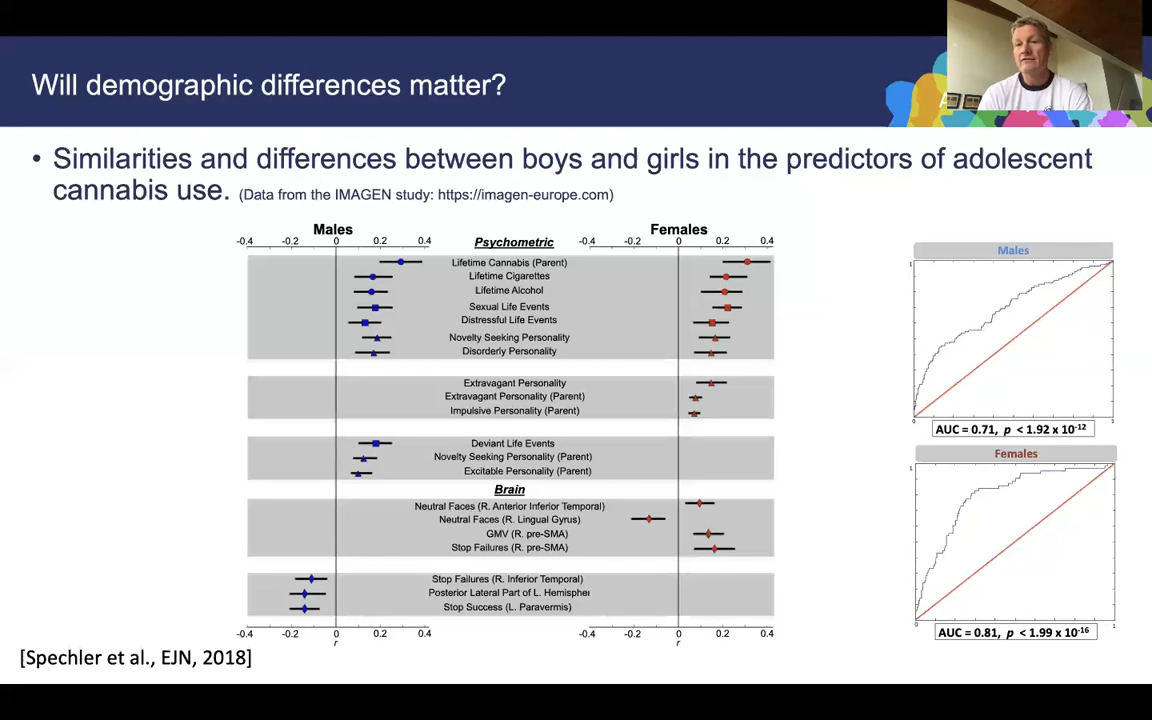 Will demographic differences matter?
• Similarities and differences between boys and girls in the predictors of adolescent
cannabis use. (Data from the IMAGEN study: https://imagen-europe.com)
Males
Females
-0.4 -0.2 0 0.2 0.4
Psychometric
-0.4 -0.2 0 0.2 0.4
Lifetime Cannabis (Parent)
Lifetime Cigarettes
Lifetime Alcohol
Sexual Life Events
Distressful Life Events
Novelty Seeking Personality
Disorderly Personality
Extravagant Personality
Extravagant Personality (Parent)
Impulsive Personality (Parent)
Deviant Life Events
Novelty Seeking Personality (Parent)
Excitable Personality (Parent)
Brain
Neutral Faces (R. Anterior Inferior Temporal)
Neutral Faces (R. Lingual Gyrus)
GMV (R. pre-SMA)
Stop Failures (R. pre-SMA)
Stop Failures (R. Inferior Temporal)
Posterior Lateral Part of L. Hemispher
Stop Success (L. Paravermis)
-0.4 -0.2 0 0.2 0.4
-0.4 -0.2 0 0.2 0.4
r
r
Males
1
0
1
AUC = 0.71, p < 1.92 x 10⁻¹²
Females
1
0
1
AUC = 0.81, p < 1.99 x 10⁻¹⁶
[Spechler et al., EJN, 2018]